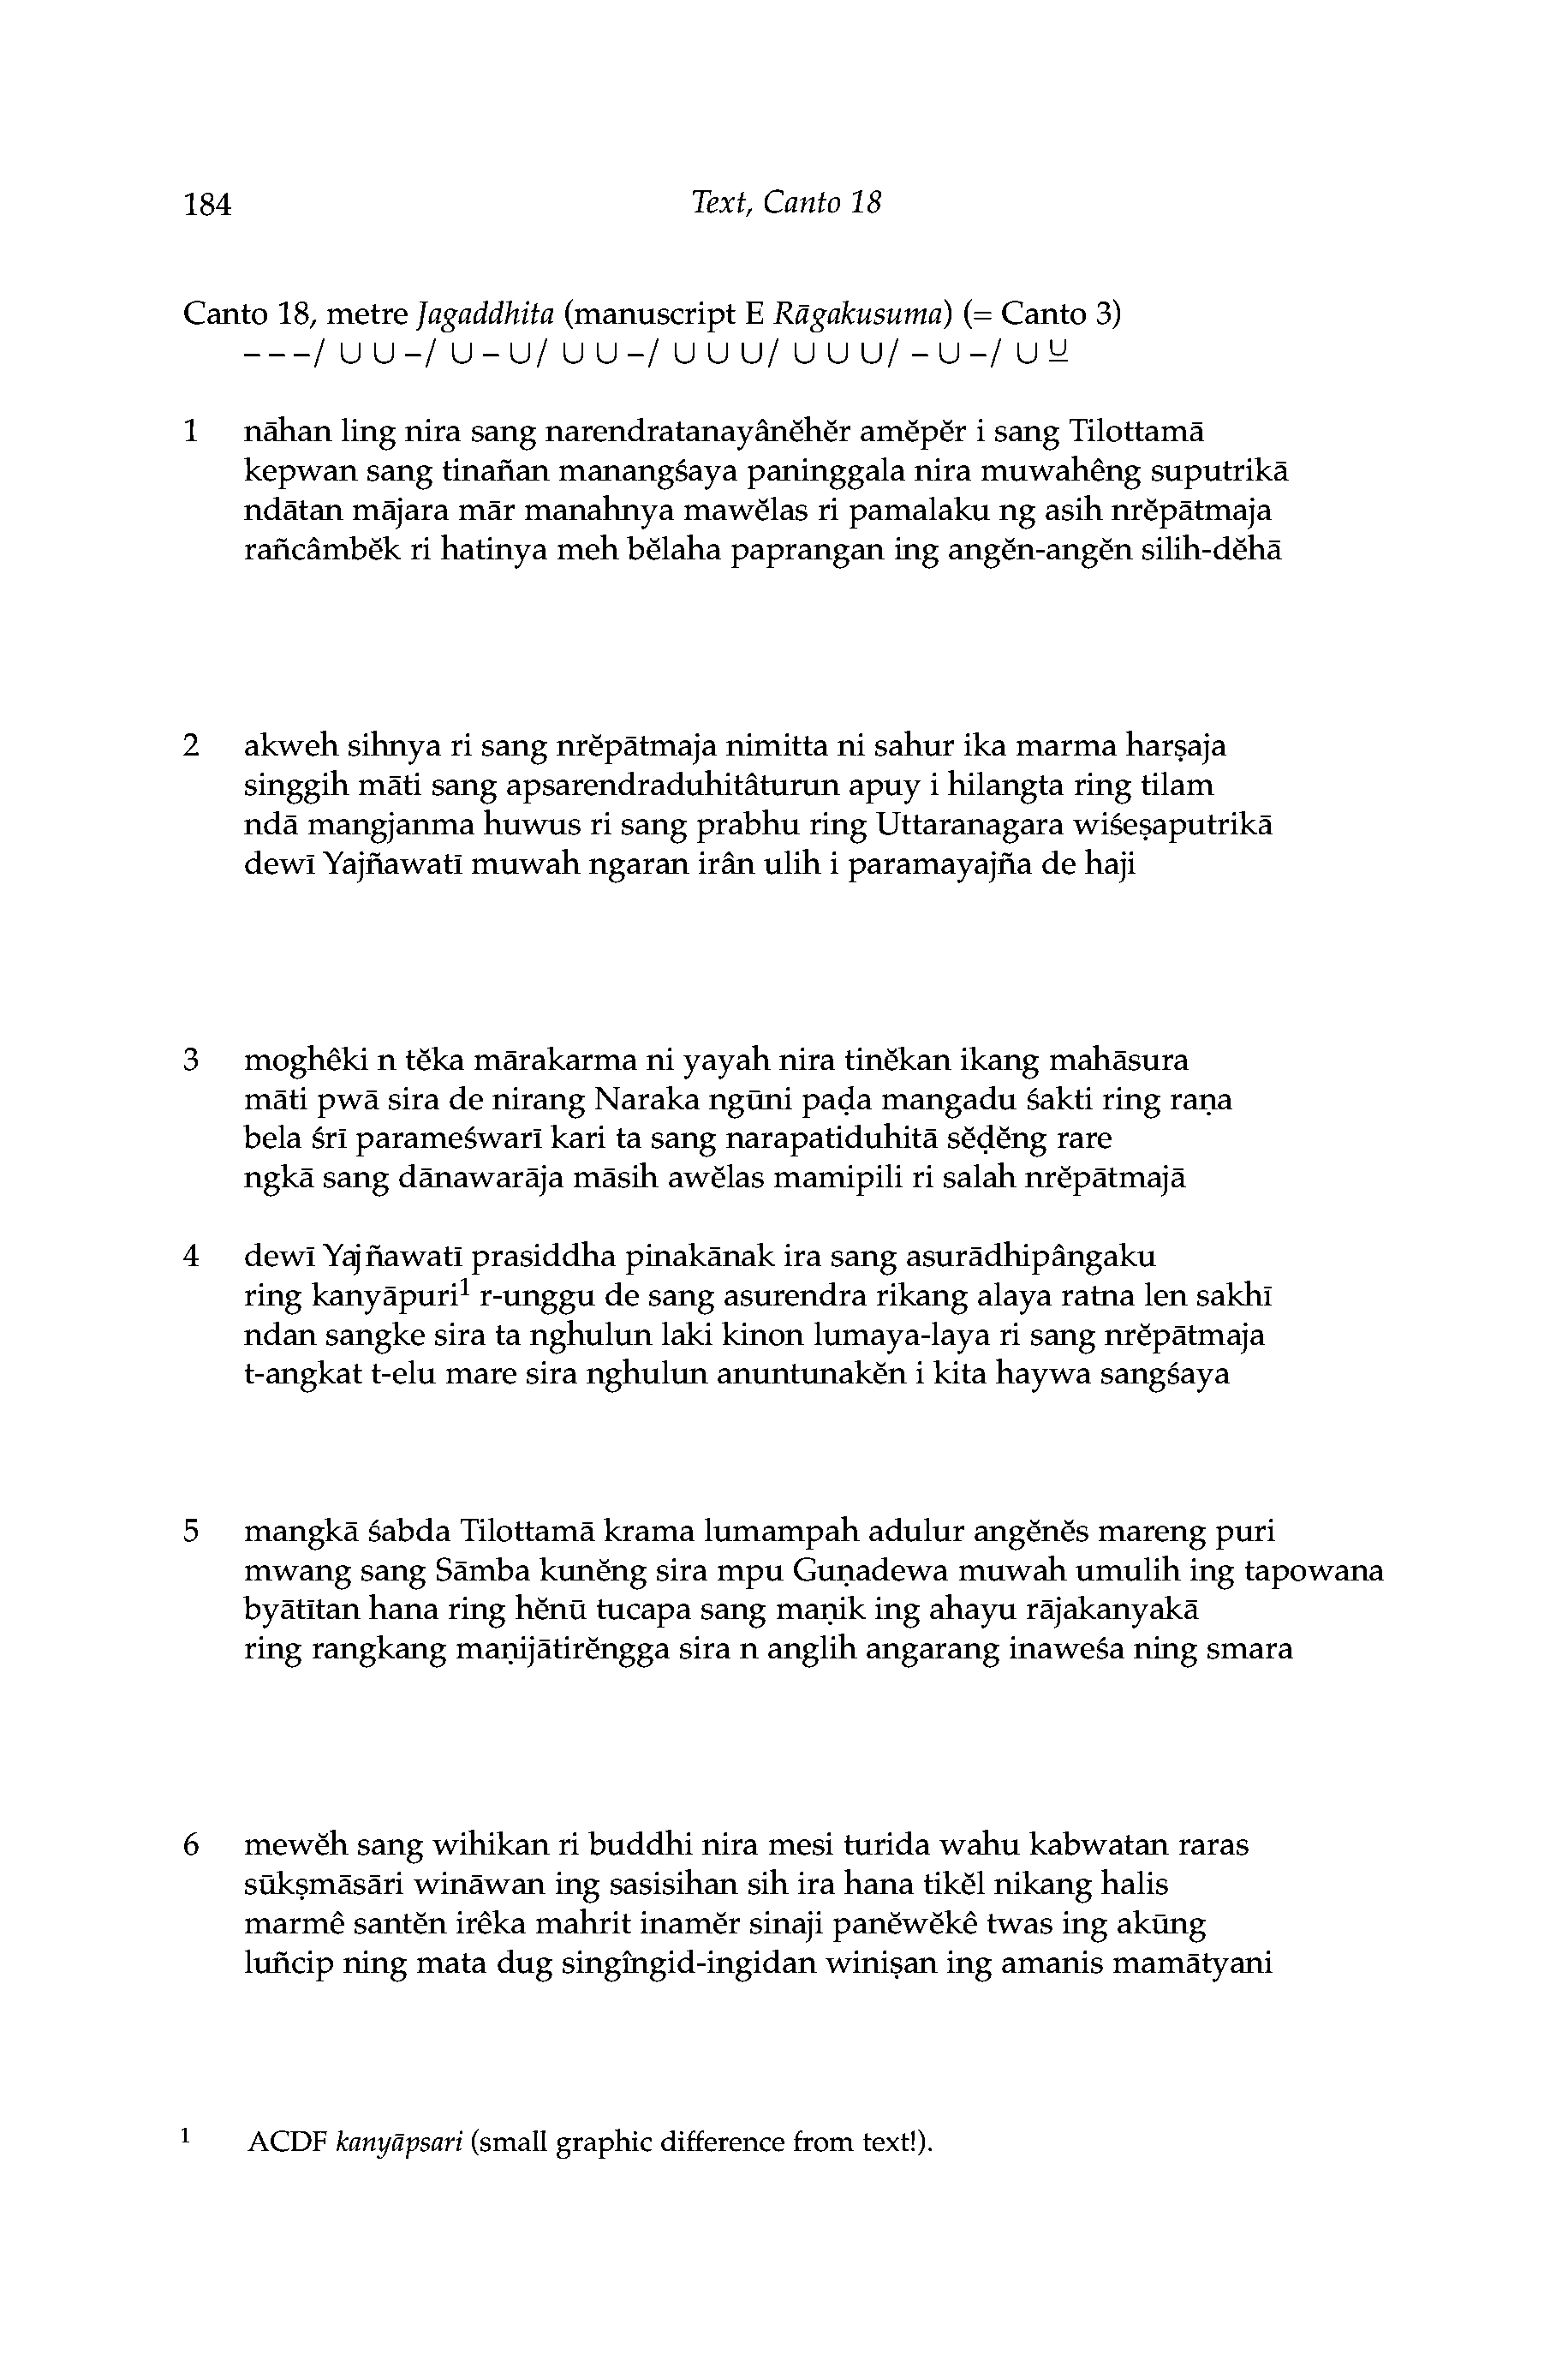 184 Text, Canto 18
Canto 18, metre Jagaddhita (manuscript E Rāgakusuma) (= Canto 3)
– – –/ ∪ ∪ –/ ∪ – ∪/ ∪ ∪ –/ ∪ ∪ ∪/ ∪ ∪ ∪/ – ∪ –/ ∪ ⊻
1 nāhan ling nira sang narendratanayânĕhĕr amĕpĕr i sang Tilottamā
kepwan sang tinañan manangśaya paninggala nira muwahêng suputrikā
ndātan mājara mār manahnya mawĕlas ri pamalaku ng asih nrĕpātmaja
rañcâmbĕk ri hatinya meh bĕlaha paprangan ing angĕn-angĕn silih-dĕhā
2 akweh sihnya ri sang nrĕpātmaja nimitta ni sahur ika marma harṣaja
singgih māti sang apsarendraduhitâturun apuy i hilangta ring tilam
ndā mangjanma huwus ri sang prabhu ring Uttaranagara wiśeṣaputrikā
dewī Yajñawatī muwah ngaran irân ulih i paramayajña de haji
3 moghêki n tĕka mārakarma ni yayah nira tinĕkan ikang mahāsura
māti pwā sira de nirang Naraka ngūni paḍa mangadu śakti ring raṇa
bela śrī parameśwarī kari ta sang narapatiduhitā sĕḍĕng rare
ngkā sang dānawarāja māsih awĕlas mamipili ri salah nrĕpātmajā
4 dewī Yajñawatī prasiddha pinakānak ira sang asurādhipângaku
ring kanyāpuri¹ r-unggu de sang asurendra rikang alaya ratna len sakhī
ndan sangke sira ta nghulun laki kinon lumaya-laya ri sang nrĕpātmaja
t-angkat t-elu mare sira nghulun anuntunakĕn i kita haywa sangśaya
5 mangkā śabda Tilottamā krama lumampah adulur angĕnĕs mareng puri
mwang sang Sāmba kunĕng sira mpu Guṇadewa muwah umulih ing tapowana
byātītan hana ring hĕnū tucapa sang maṇik ing ahayu rājakanyakā
ring rangkang maṇijātirĕngga sira n anglih angarang inaweśa ning smara
6 mewĕh sang wihikan ri buddhi nira mesi turida wahu kabwatan raras
sūkṣmāsāri wināwan ing sasisihan sih ira hana tikĕl nikang halis
marmê santĕn irêka mahrit inamĕr sinaji panĕwĕkê twas ing akūng
luñcip ning mata dug singîngid-ingidan winiṣan ing amanis mamātyani
¹ ACDF kanyāpsari (small graphic difference from text!).